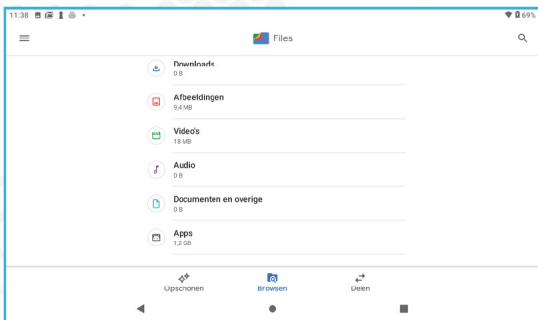 11:38
69%
Files
Downloads
0 B
Afbeeldingen
9,4 MB
Video's
18 MB
Audio
0 B
Documenten en overige
0 B
Apps
1,2 GB
Opschonen
Browsen
Delen